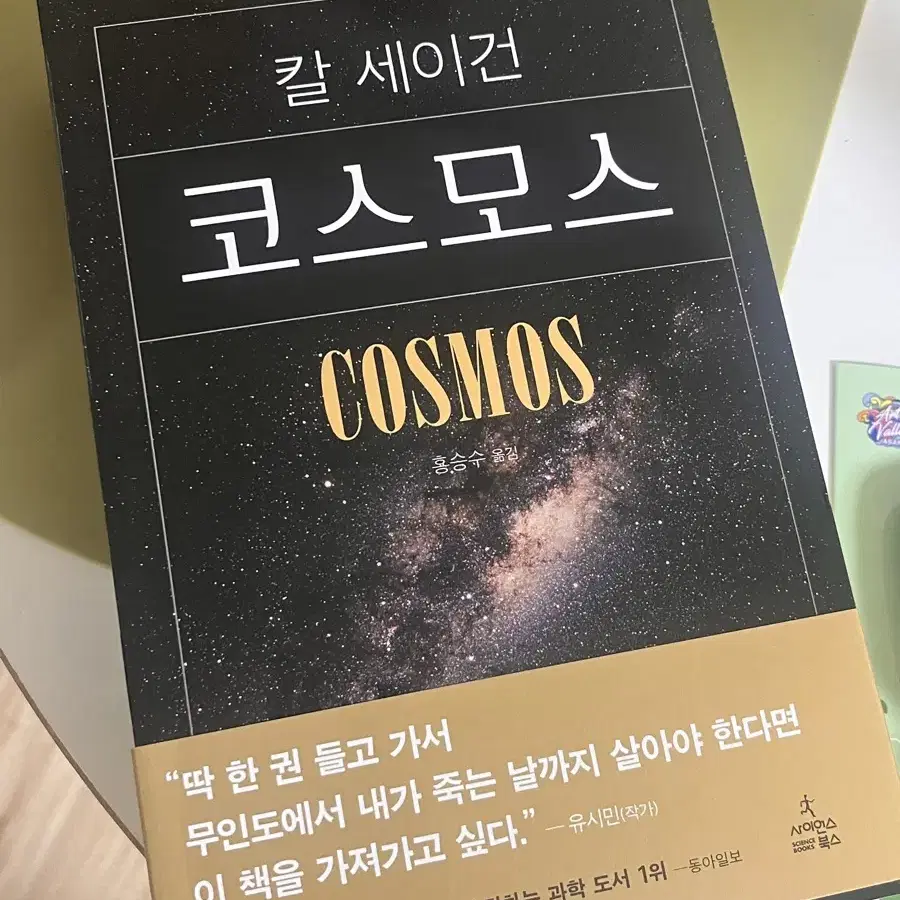 칼 세이건
코스모스
COSMOS
홍승수 옮김
“딱 한 권 들고 가서
무인도에서 내가 죽는 날까지 살아야 한다면
이 책을 가져가고 싶다.” —유시민(작가)
사이언스
SCIENCE
BOOKS 북스
과학 도서 1위 —동아일보
Art
Vall